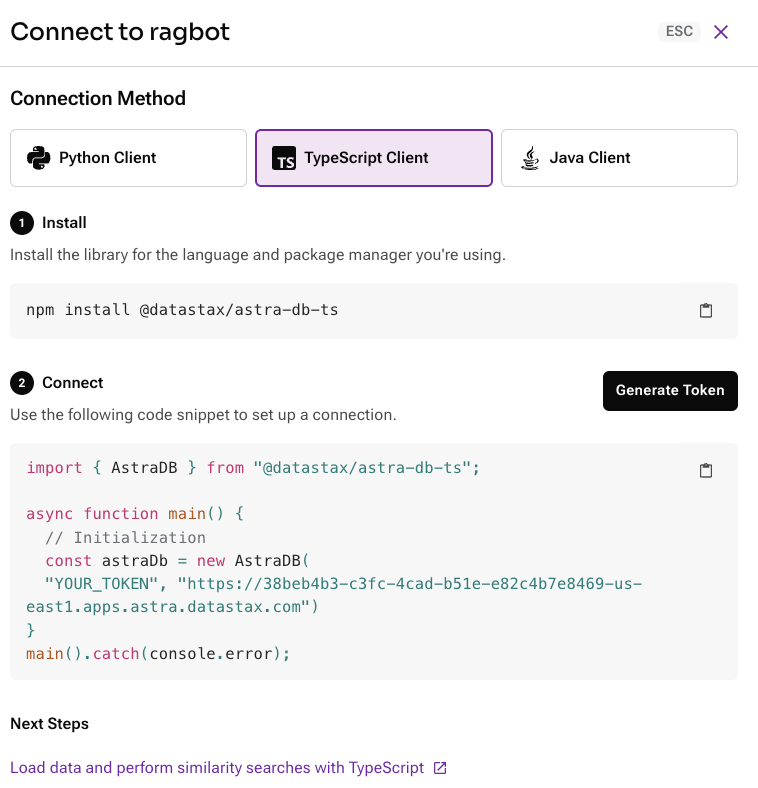 Connect to ragbot
ESC
Connection Method
Python Client
TS
TypeScript Client
Java Client
1 Install
Install the library for the language and package manager you're using.
npm install @datastax/astra-db-ts
2 Connect
Generate Token
Use the following code snippet to set up a connection.
import { AstraDB } from "@datastax/astra-db-ts";
async function main() {
  // Initialization
  const astraDb = new AstraDB(
  "YOUR_TOKEN", "https://38beb4b3-c3fc-4cad-b51e-e82c4b7e8469-us-
east1.apps.astra.datastax.com")
}
main().catch(console.error);
Next Steps
Load data and perform similarity searches with TypeScript